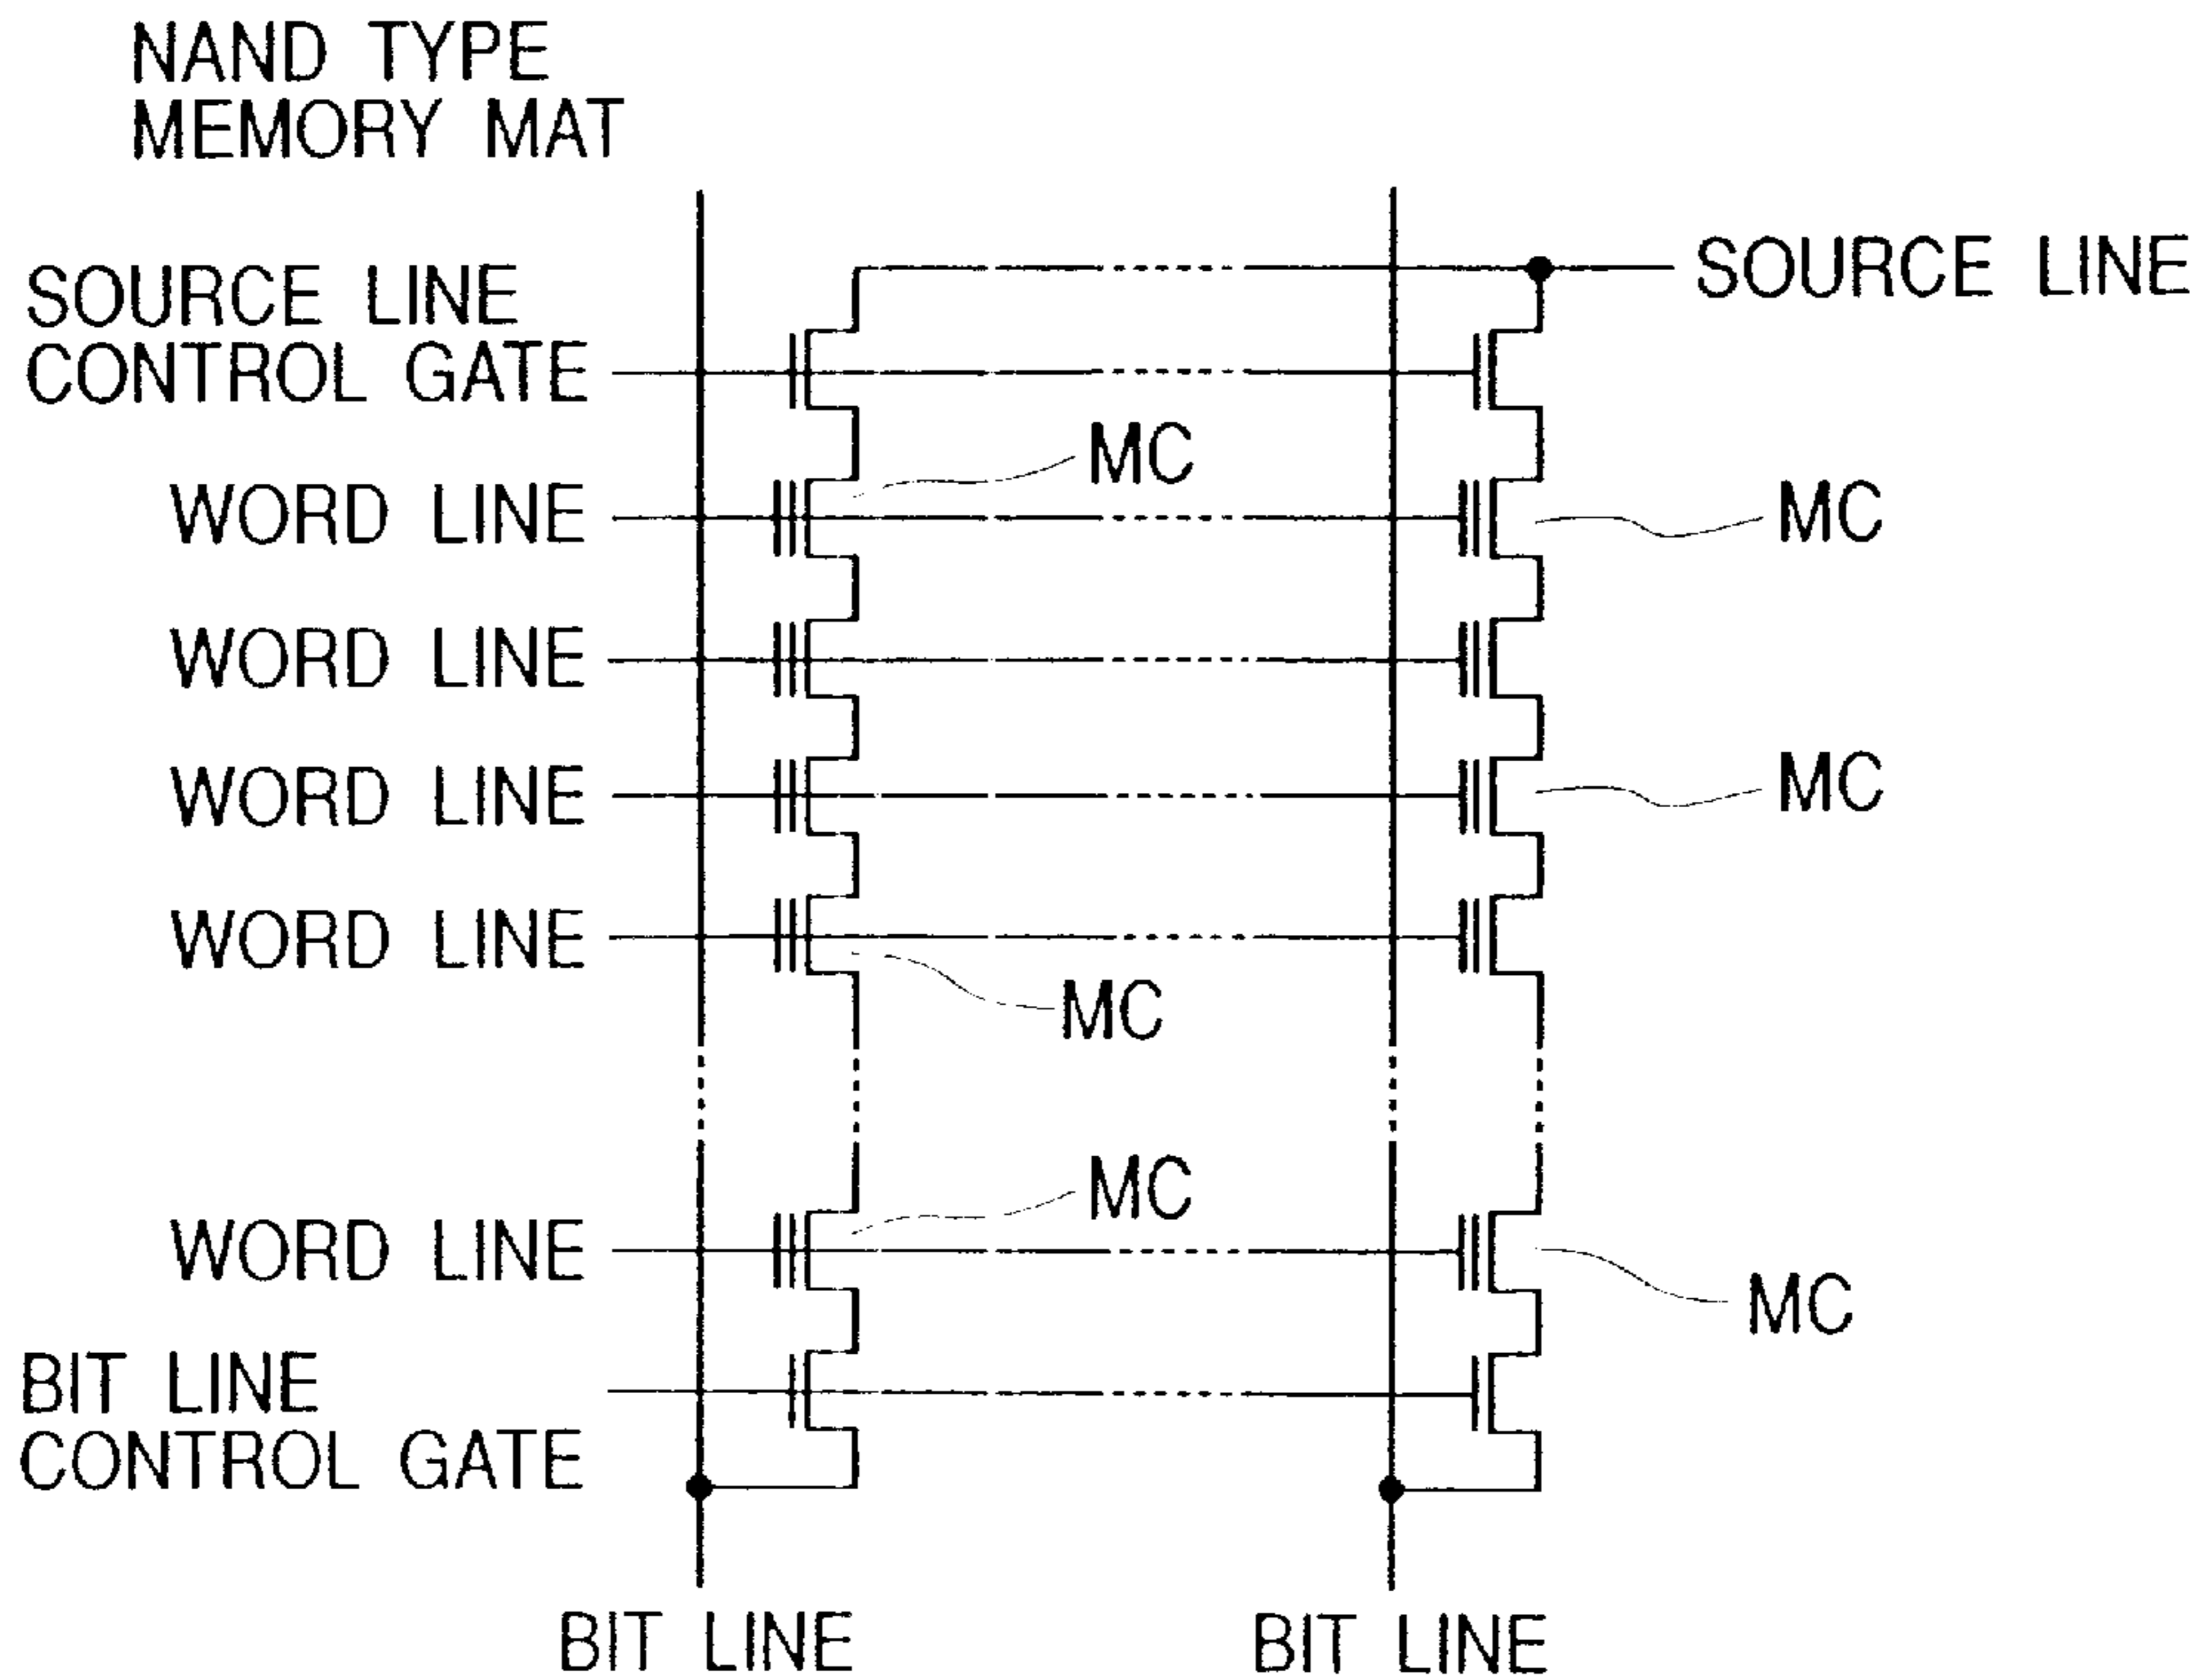 NAND TYPE
MEMORY MAT
SOURCE LINE
SOURCE LINE
CONTROL GATE
MC
WORD LINE
MC
WORD LINE
WORD LINE
MC
WORD LINE
MC
MC
WORD LINE
MC
BIT LINE
CONTROL GATE
BIT LINE
BIT LINE